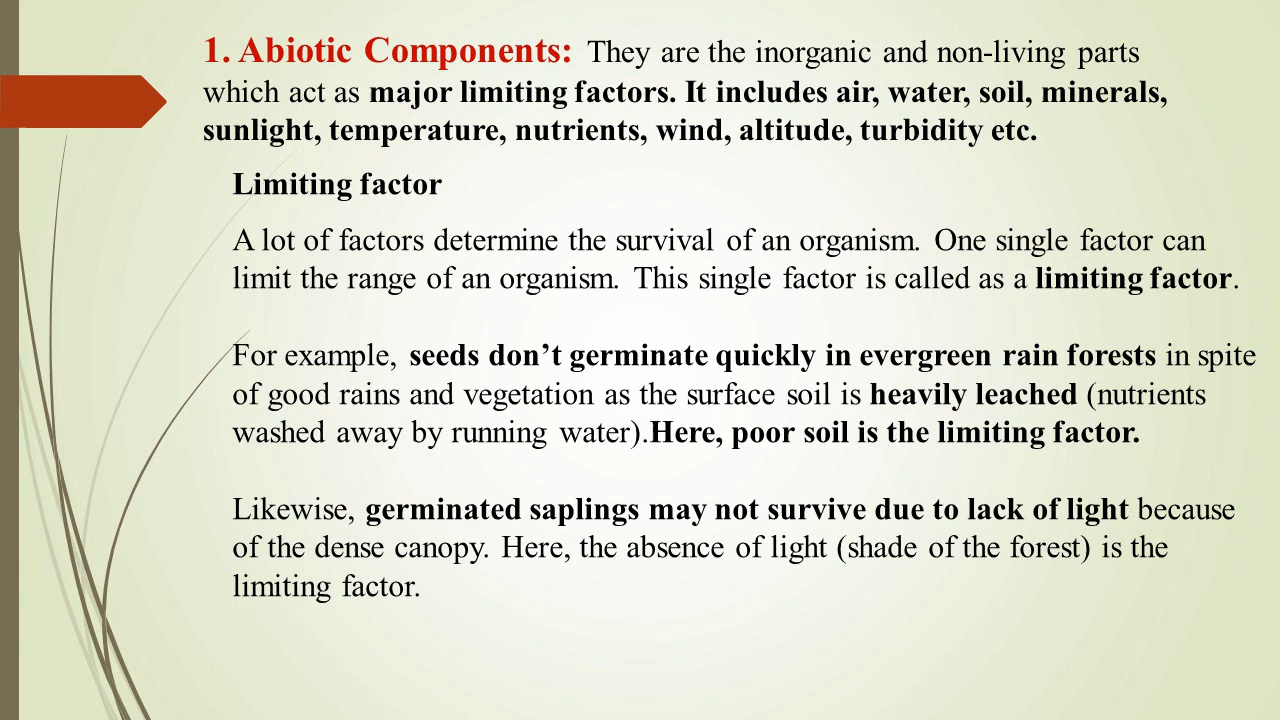 1. Abiotic Components: They are the inorganic and non-living parts
which act as major limiting factors. It includes air, water, soil, minerals,
sunlight, temperature, nutrients, wind, altitude, turbidity etc.
Limiting factor
A lot of factors determine the survival of an organism. One single factor can
limit the range of an organism. This single factor is called as a limiting factor.
For example, seeds don’t germinate quickly in evergreen rain forests in spite
of good rains and vegetation as the surface soil is heavily leached (nutrients
washed away by running water).Here, poor soil is the limiting factor.
Likewise, germinated saplings may not survive due to lack of light because
of the dense canopy. Here, the absence of light (shade of the forest) is the
limiting factor.